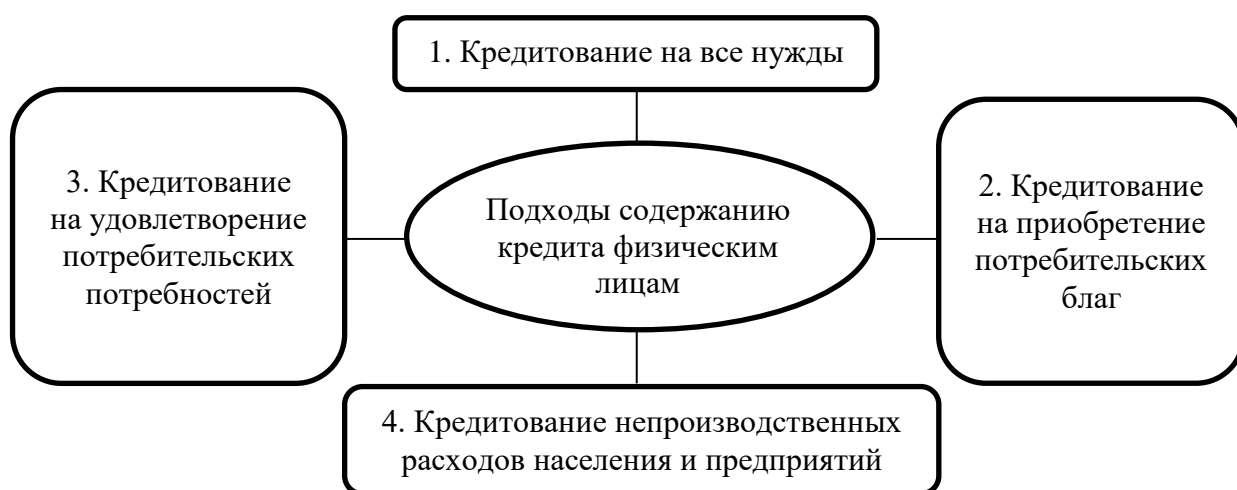 1. Кредитование на все нужды
3. Кредитование
на удовлетворение
потребительских
потребностей
Подходы содержанию
кредита физическим
лицам
2. Кредитование
на приобретение
потребительских
благ
4. Кредитование непроизводственных
расходов населения и предприятий